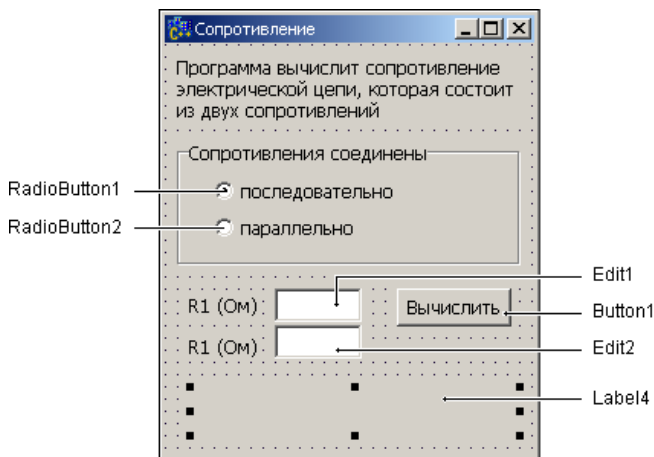 Сопротивление
Программа вычислит сопротивление
электрической цепи, которая состоит
из двух сопротивлений
Сопротивления соединены
RadioButton1
последовательно
RadioButton2
параллельно
Edit1
R1 (Ом)
Вычислить
Button1
R1 (Ом)
Edit2
Label4